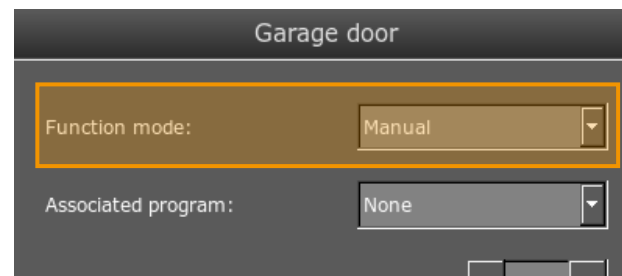 Garage door
Function mode: Manual
Associated program: None